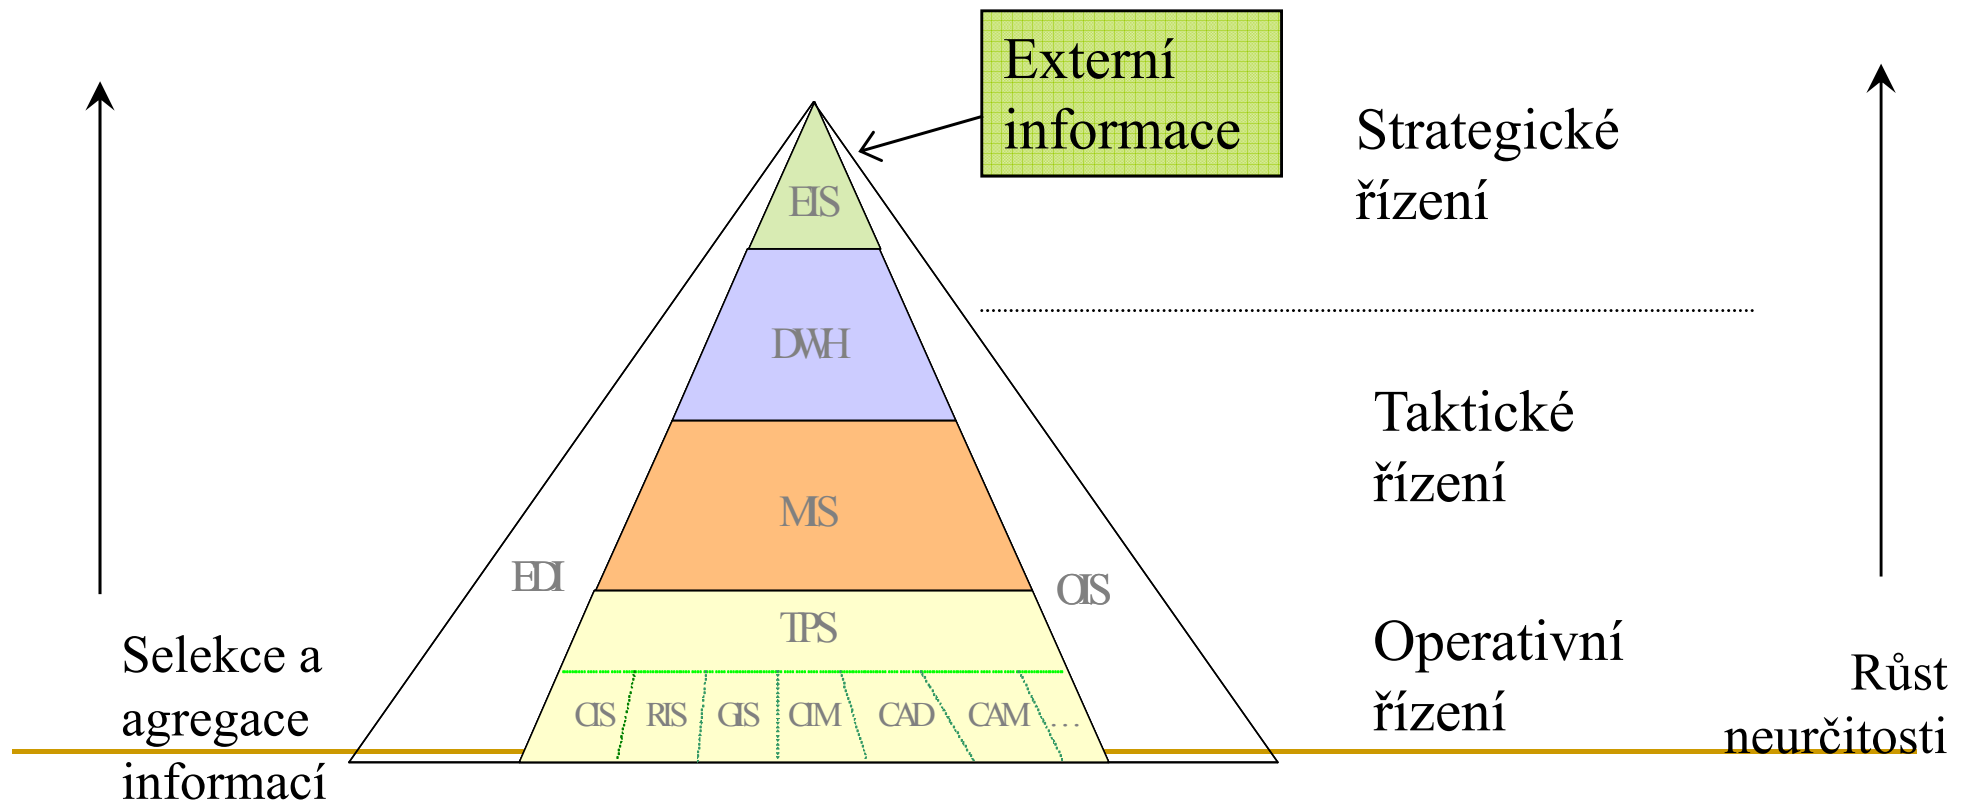 Externí
informace
Strategické
řízení
EIS
DWH
Taktické
řízení
MIS
EDI
OIS
TPS
Operativní
řízení
CIS RIS GIS CIM CAD CAM …
Selekce a
agregace
informací
Růst
neurčitosti